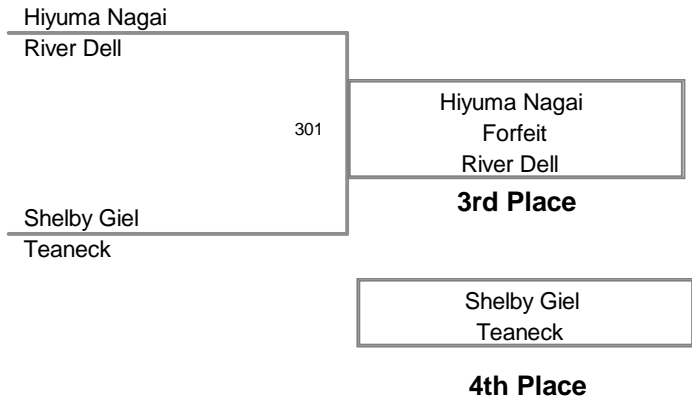 Hiyuma Nagai
River Dell
301
Hiyuma Nagai
Forfeit
River Dell
3rd Place
Shelby Giel
Teaneck
Shelby Giel
Teaneck
4th Place